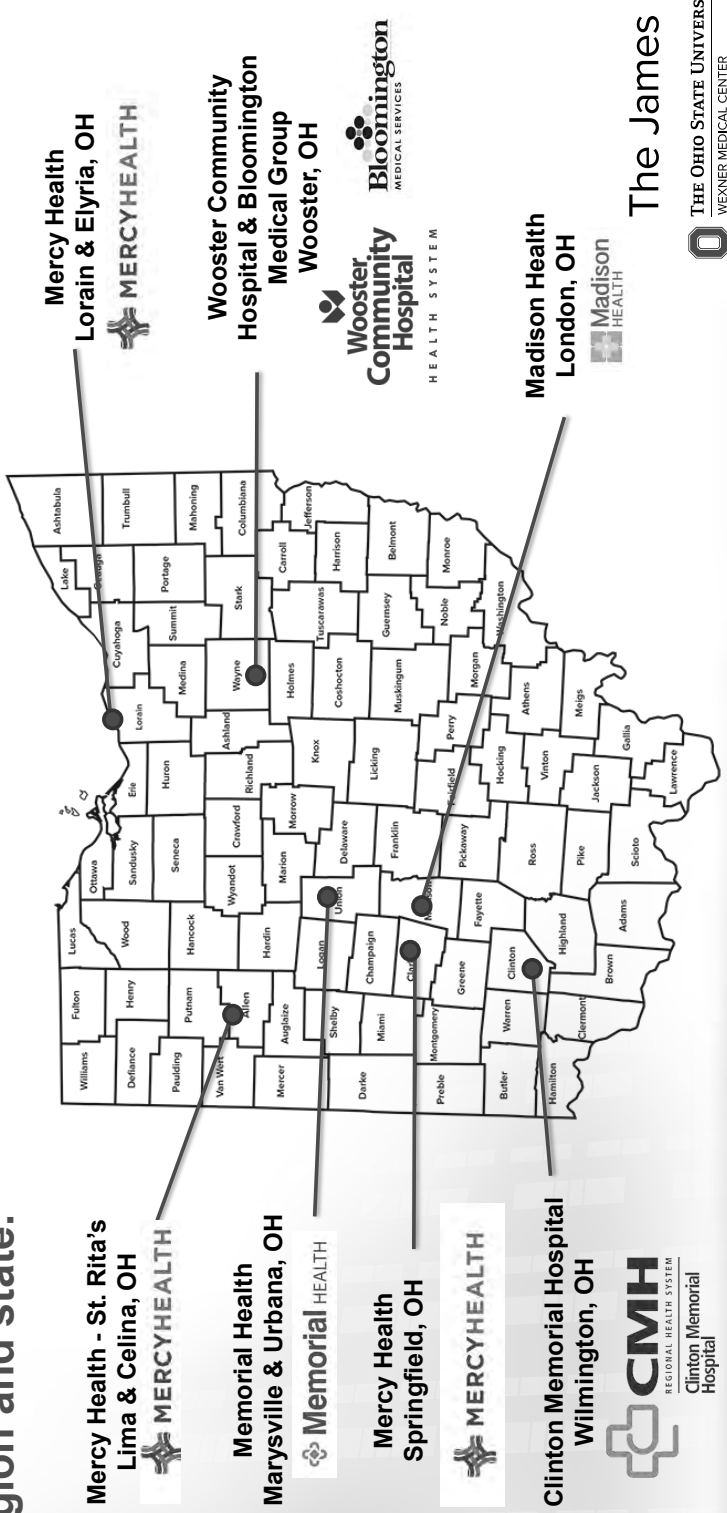 gion and state.
Mercy Health - St. Rita's
Lima & Celina, OH
MERCYHEALTH
Memorial Health
Marysville & Urbana, OH
Memorial HEALTH
Mercy Health
Springfield, OH
MERCYHEALTH
Clinton Memorial Hospital
Wilmington, OH
CMH
REGIONAL HEALTH SYSTEM
Clinton Memorial
Hospital
Williams
Fulton
Lucas
Ottawa
Lake
Ashtabula
Defiance
Henry
Wood
Sandusky
Erie
Lorain
Cuyahoga
Geauga
Trumbull
Paulding
Putnam
Hancock
Seneca
Huron
Medina
Summit
Portage
Mahoning
Van Wert
Allen
Wyandot
Crawford
Richland
Ashland
Wayne
Stark
Columbiana
Mercer
Auglaize
Hardin
Marion
Morrow
Knox
Holmes
Tuscarawas
Carroll
Jefferson
Darke
Shelby
Logan
Union
Delaware
Licking
Coshocton
Guernsey
Harrison
Belmont
Miami
Champaign
Franklin
Muskingum
Noble
Monroe
Preble
Montgomery
Greene
Fayette
Pickaway
Fairfield
Perry
Morgan
Washington
Butler
Warren
Clinton
Ross
Hocking
Athens
Hamilton
Clermont
Highland
Pike
Vinton
Meigs
Brown
Adams
Scioto
Jackson
Gallia
Lawrence
Mercy Health
Lorain & Elyria, OH
MERCYHEALTH
Wooster Community
Hospital & Bloomington
Medical Group
Wooster, OH
Wooster
Community
Hospital
HEALTH SYSTEM
Bloomington
MEDICAL SERVICES
Madison Health
London, OH
Madison
HEALTH
The James
THE OHIO STATE UNIVERS
WEXNER MEDICAL CENTER